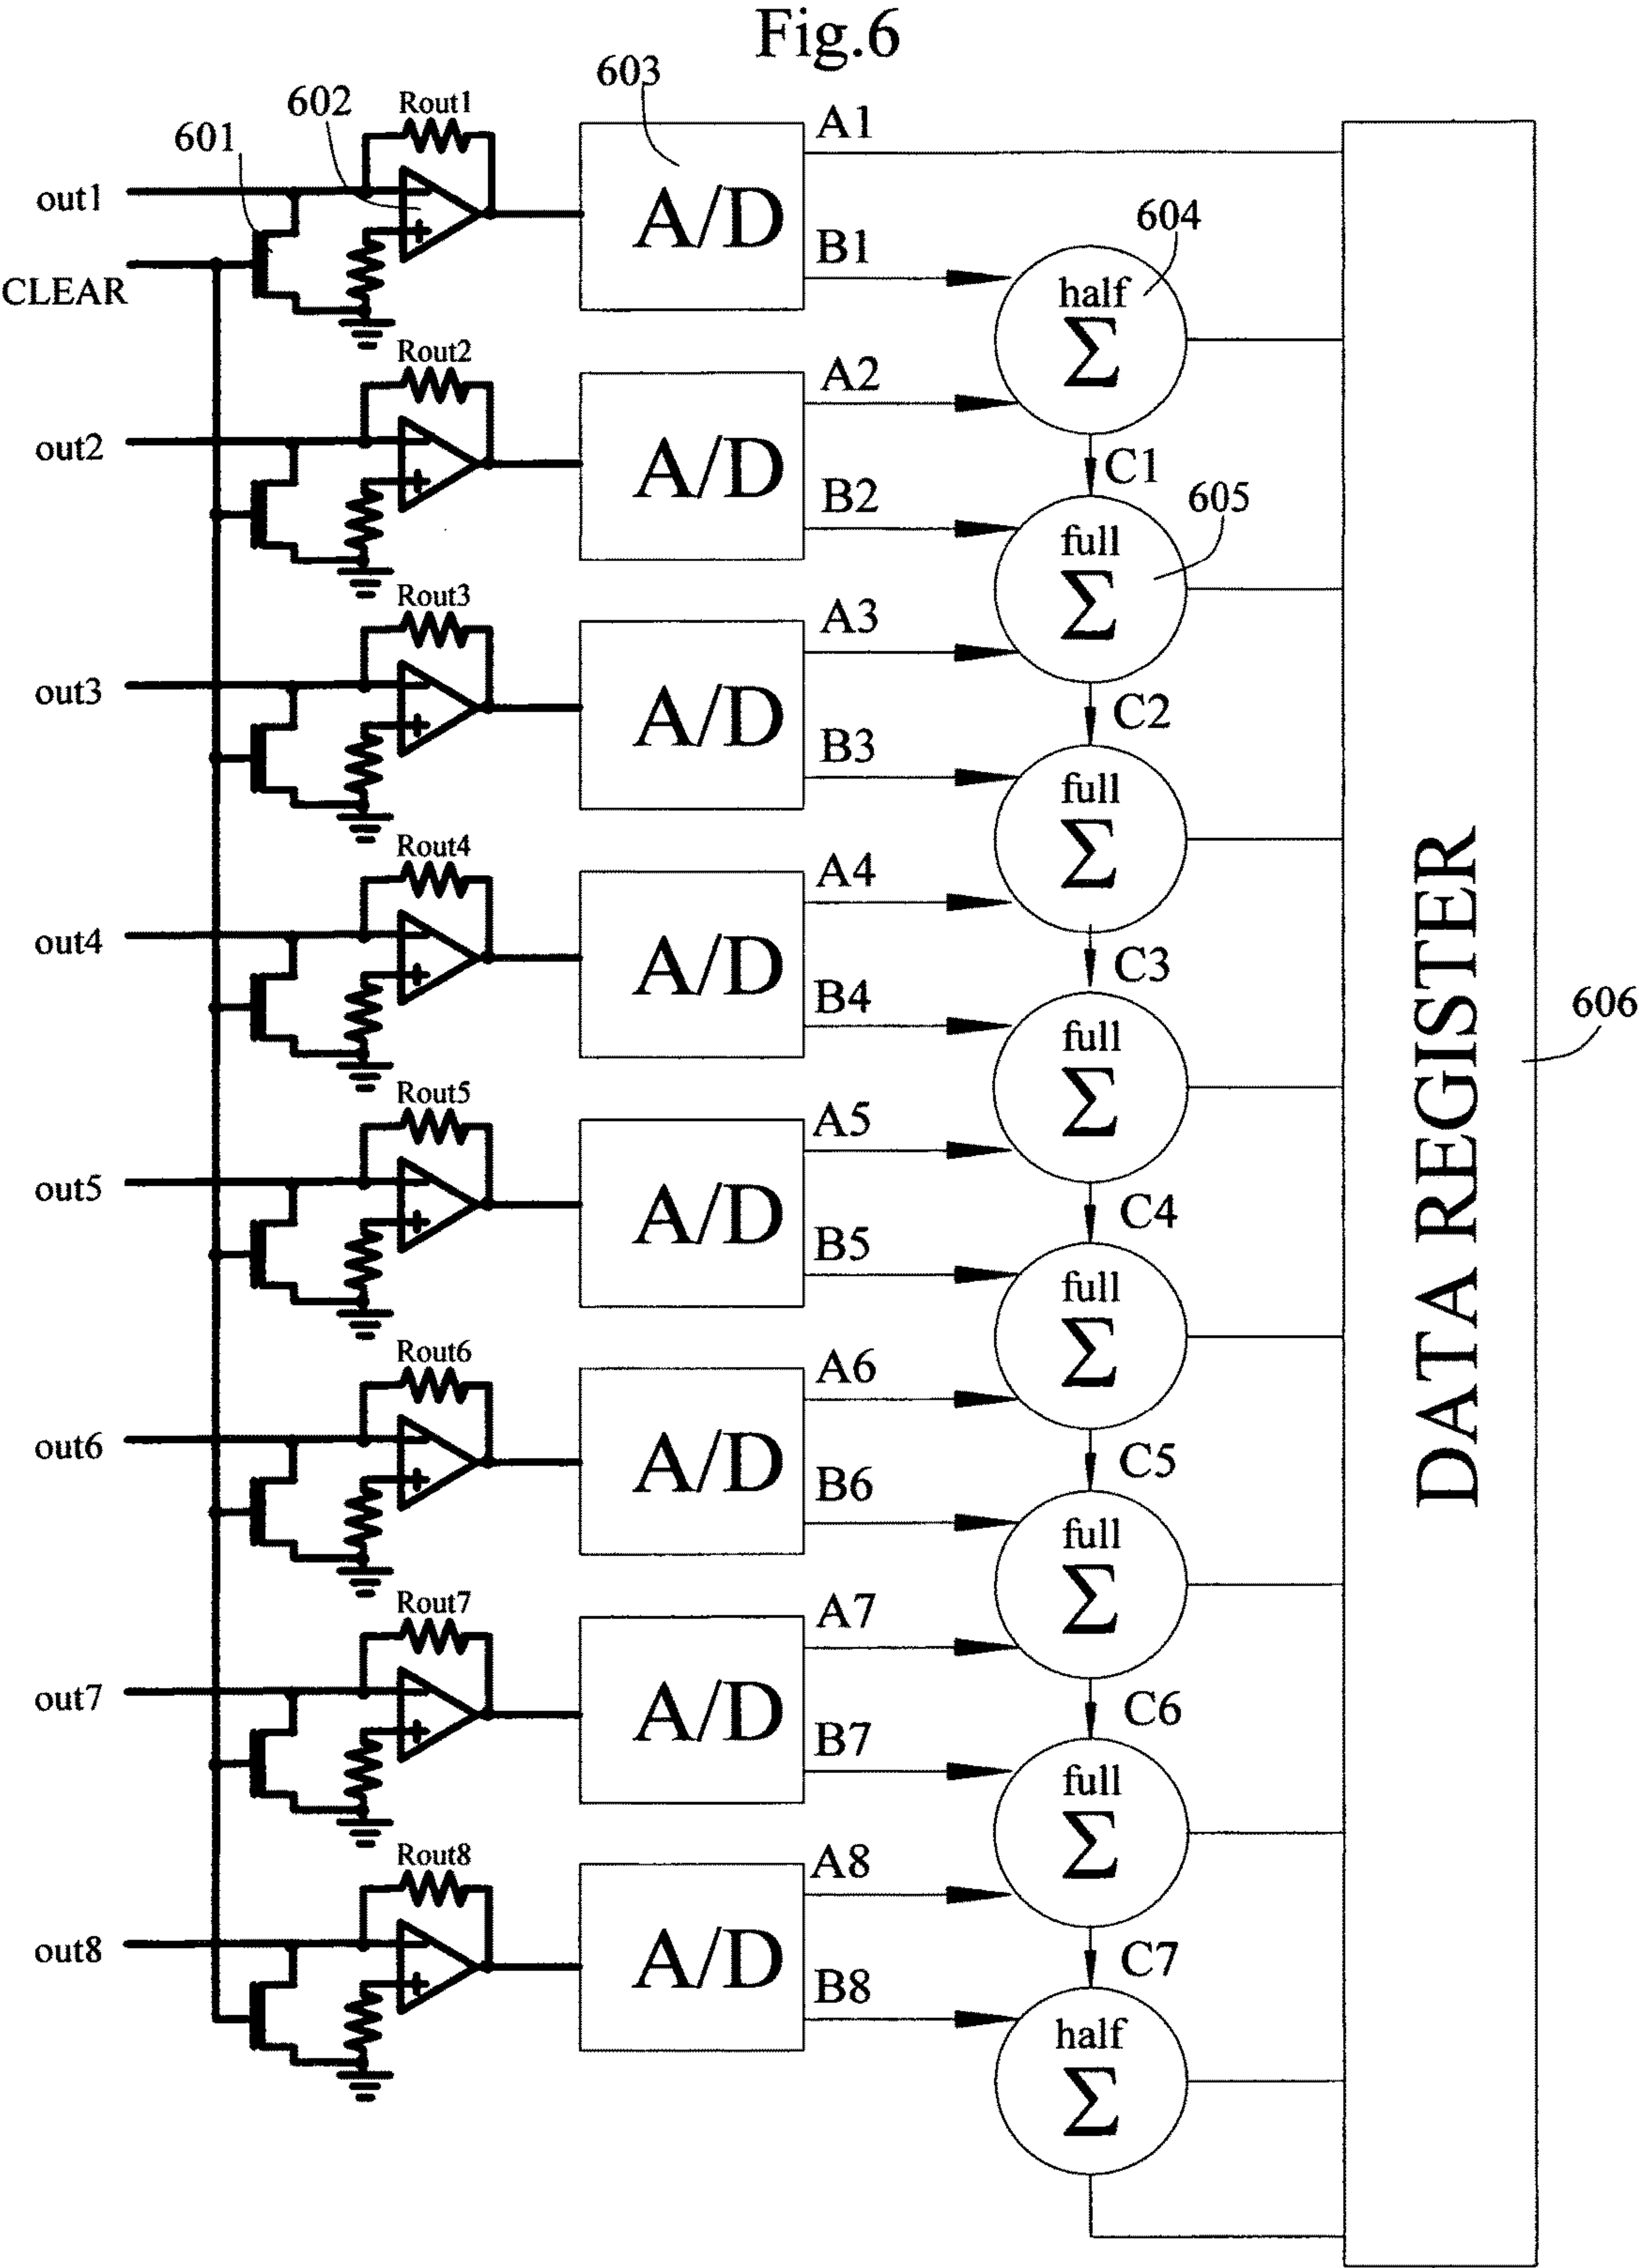 Fig.6
603
602
Rout1
601
A1
out1
A/D
604
B1
CLEAR
half
Σ
Rout2
A2
out2
A/D
C1
B2
605
full
Σ
Rout3
A3
out3
A/D
C2
B3
full
Σ
Rout4
A4
out4
A/D
C3
B4
606
full
Σ
DATA REGISTER
Rout5
A5
out5
A/D
C4
B5
full
Σ
Rout6
A6
out6
A/D
C5
B6
full
Σ
Rout7
A7
out7
A/D
C6
B7
full
Σ
Rout8
A8
out8
A/D
C7
B8
half
Σ